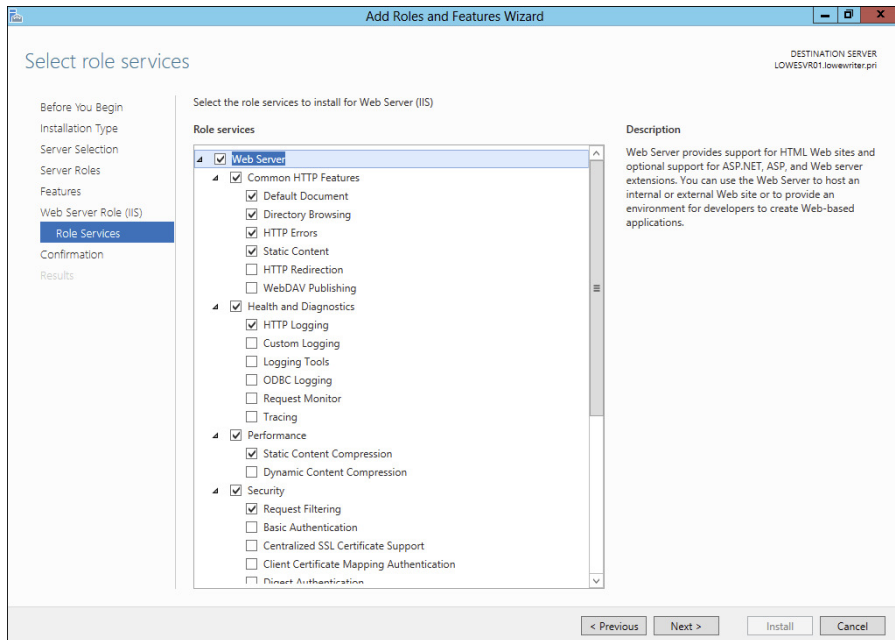 Add Roles and Features Wizard
Select role services
DESTINATION SERVER
LOWESVR01.lowewriter.pri
Before You Begin
Installation Type
Server Selection
Server Roles
Features
Web Server Role (IIS)
Role Services
Confirmation
Results
Select the role services to install for Web Server (IIS)
Role services
Web Server
Common HTTP Features
Default Document
Directory Browsing
HTTP Errors
Static Content
HTTP Redirection
WebDAV Publishing
Health and Diagnostics
HTTP Logging
Custom Logging
Logging Tools
ODBC Logging
Request Monitor
Tracing
Performance
Static Content Compression
Dynamic Content Compression
Security
Request Filtering
Basic Authentication
Centralized SSL Certificate Support
Client Certificate Mapping Authentication
Digest Authentication
Description
Web Server provides support for HTML Web sites and
optional support for ASP.NET, ASP, and Web server
extensions. You can use the Web Server to host an
internal or external Web site or to provide an
environment for developers to create Web-based
applications.
< Previous
Next >
Install
Cancel